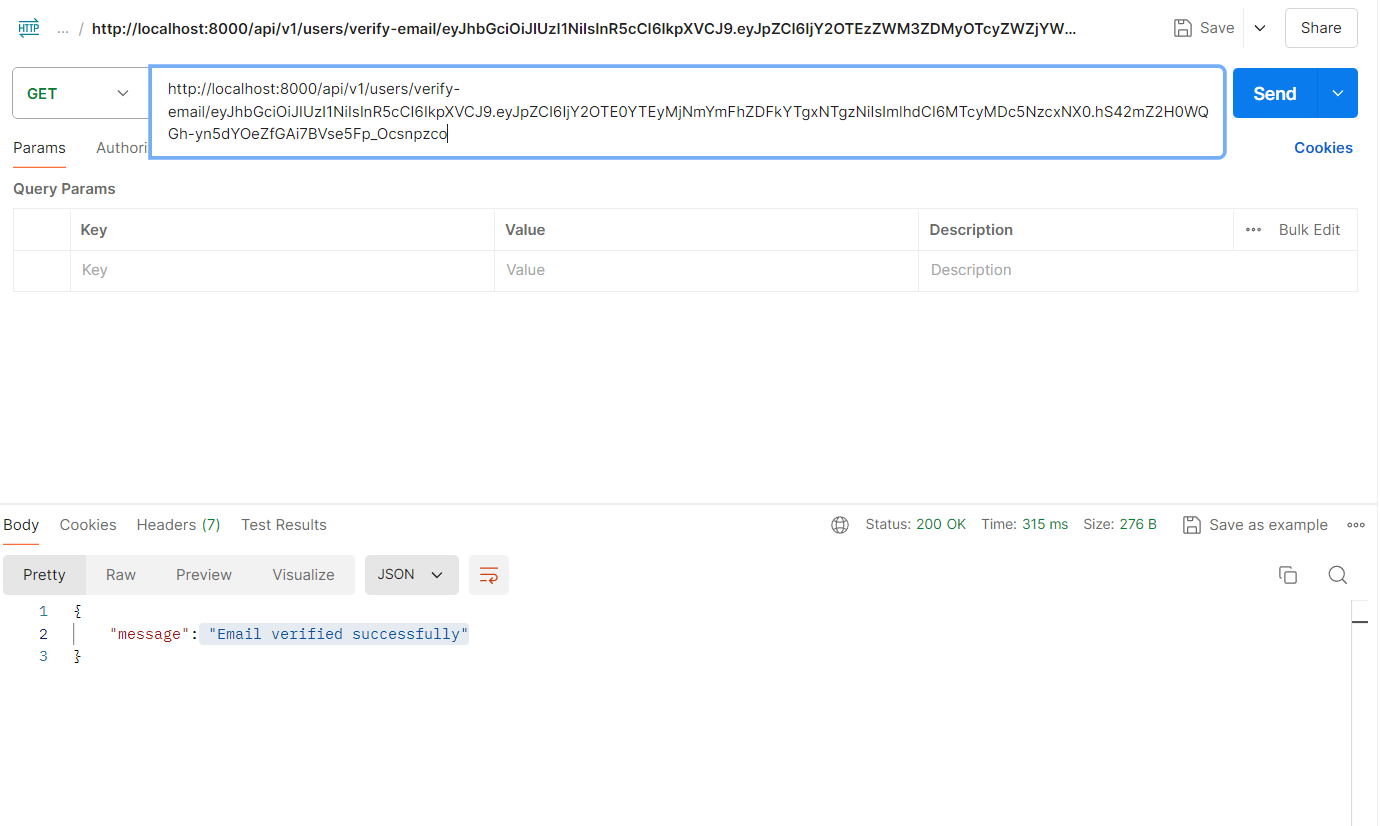 HTTP ... / http://localhost:8000/api/v1/users/verify-email/eyJhbGciOiJIUzI1NiIsInR5cCI6IkpXVCJ9.eyJpZCI6IjY2OTEzZWM3ZDMyOTcyZWZjYW... Save Share
GET
http://localhost:8000/api/v1/users/verify-
email/eyJhbGciOiJIUzI1NiIsInR5cCI6IkpXVCJ9.eyJpZCI6IjY2OTE0YTEyMjNmYmFhZDFkYTgxNTgzNiIsImlhdCI6MTcyMDc5NzcxNX0.hS42mZ2H0WQ
Gh-yn5dYOeZfGAi7BVse5Fp_Ocsnpzco
Send
Params Authori Cookies
Query Params
Key Value Description ... Bulk Edit
Key Value Description
Body Cookies Headers (7) Test Results Status: 200 OK Time: 315 ms Size: 276 B Save as example ...
Pretty Raw Preview Visualize JSON
1 {
2 "message": "Email verified successfully"
3 }